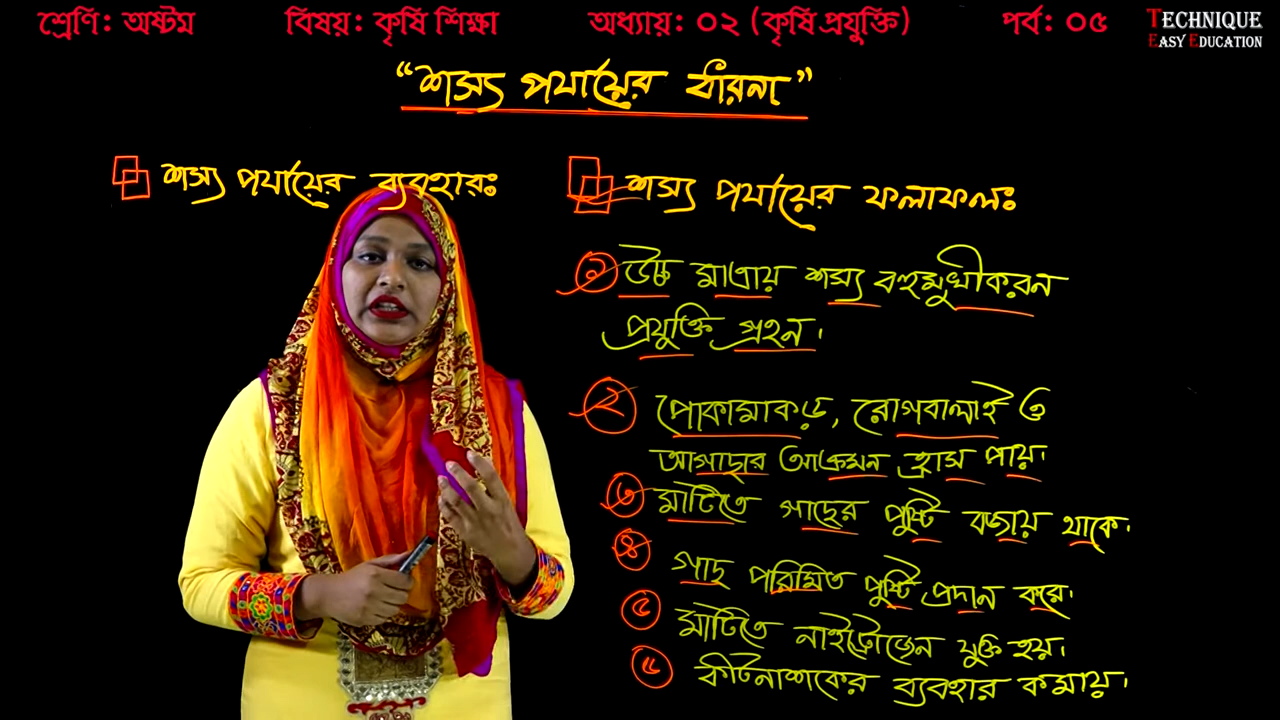 শ্রেণি: অষ্টম বিষয়: কৃষি শিক্ষা অধ্যায়: ০২ (কৃষি প্রযুক্তি) পর্ব: ০৫
TECHNIQUE
EASY EDUCATION
“শস্য পর্যায়ের ধারনা”
শস্য পর্যায়ের ব্যবহারঃ
শস্য পর্যায়ের ফলাফলঃ
১ উচ্চ মাত্রায় শস্য বহুমুখীকরন
প্রযুক্তি গ্রহন।
২ পোকামাকড়, রোগবালাই ও
আগাছার আক্রমন হ্রাস পায়।
৩ মাটিতে গাছের পুষ্টি বজায় থাকে।
৪ গাছ পরিমিত পুষ্টি প্রদান করে।
৫ মাটিতে নাইট্রোজেন যুক্ত হয়।
৬ কীটনাশকের ব্যবহার কমায়।